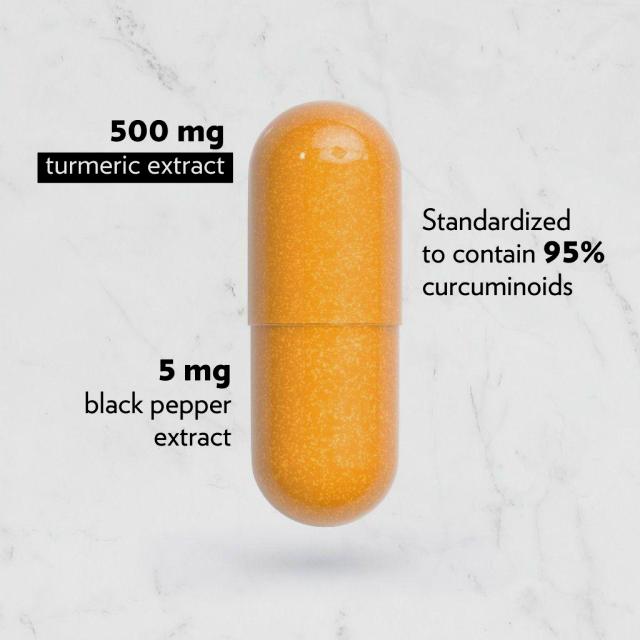 500 mg
turmeric extract
Standardized
to contain 95%
curcuminoids
5 mg
black pepper
extract